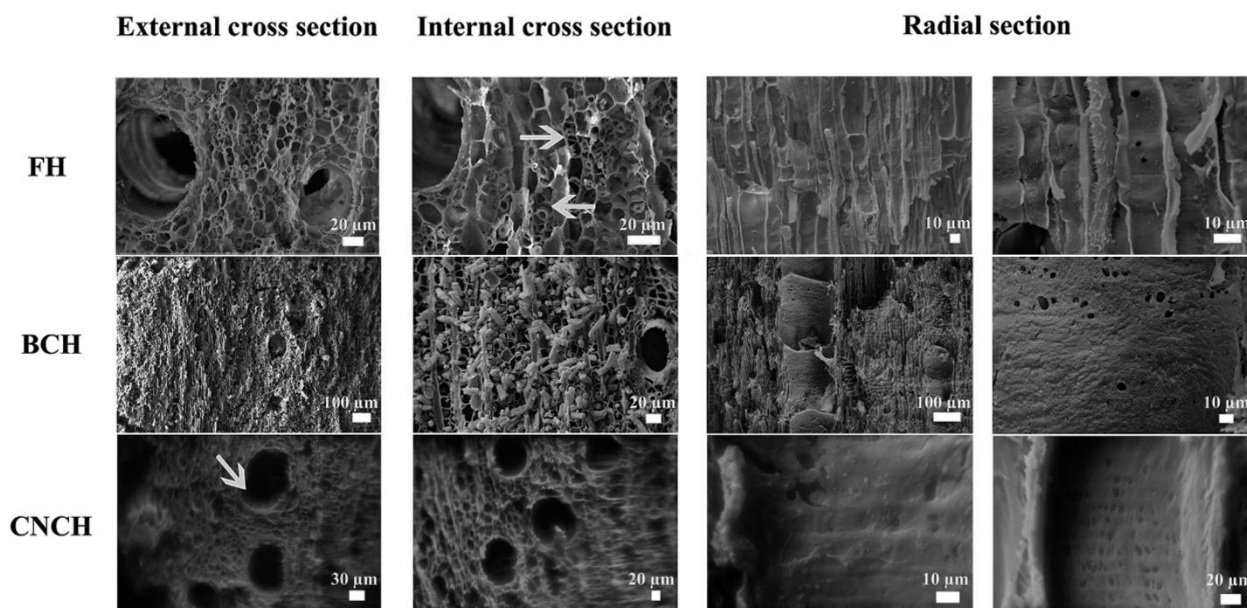 External cross section Internal cross section Radial section
FH
20 µm 20 µm 10 µm 10 µm
BCH
100 µm 20 µm 100 µm 10 µm
CNCH
30 µm 20 µm 10 µm 20 µm